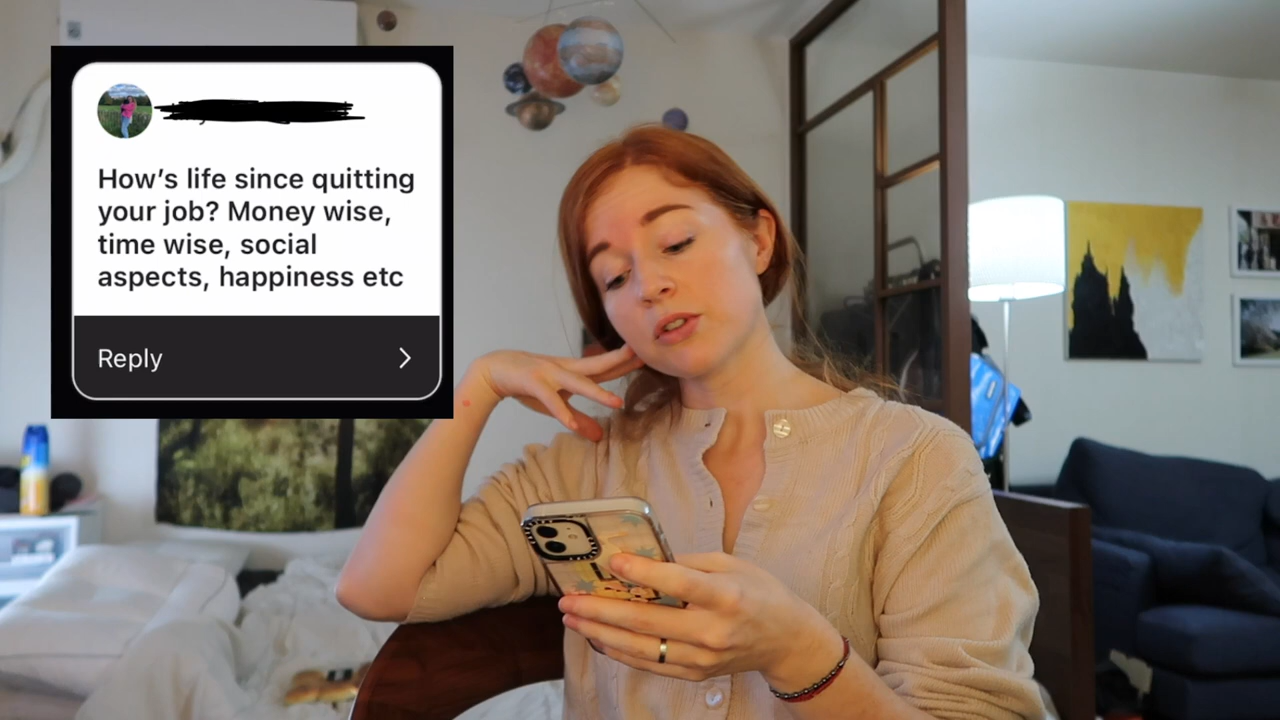 How's life since quitting
your job? Money wise,
time wise, social
aspects, happiness etc
Reply